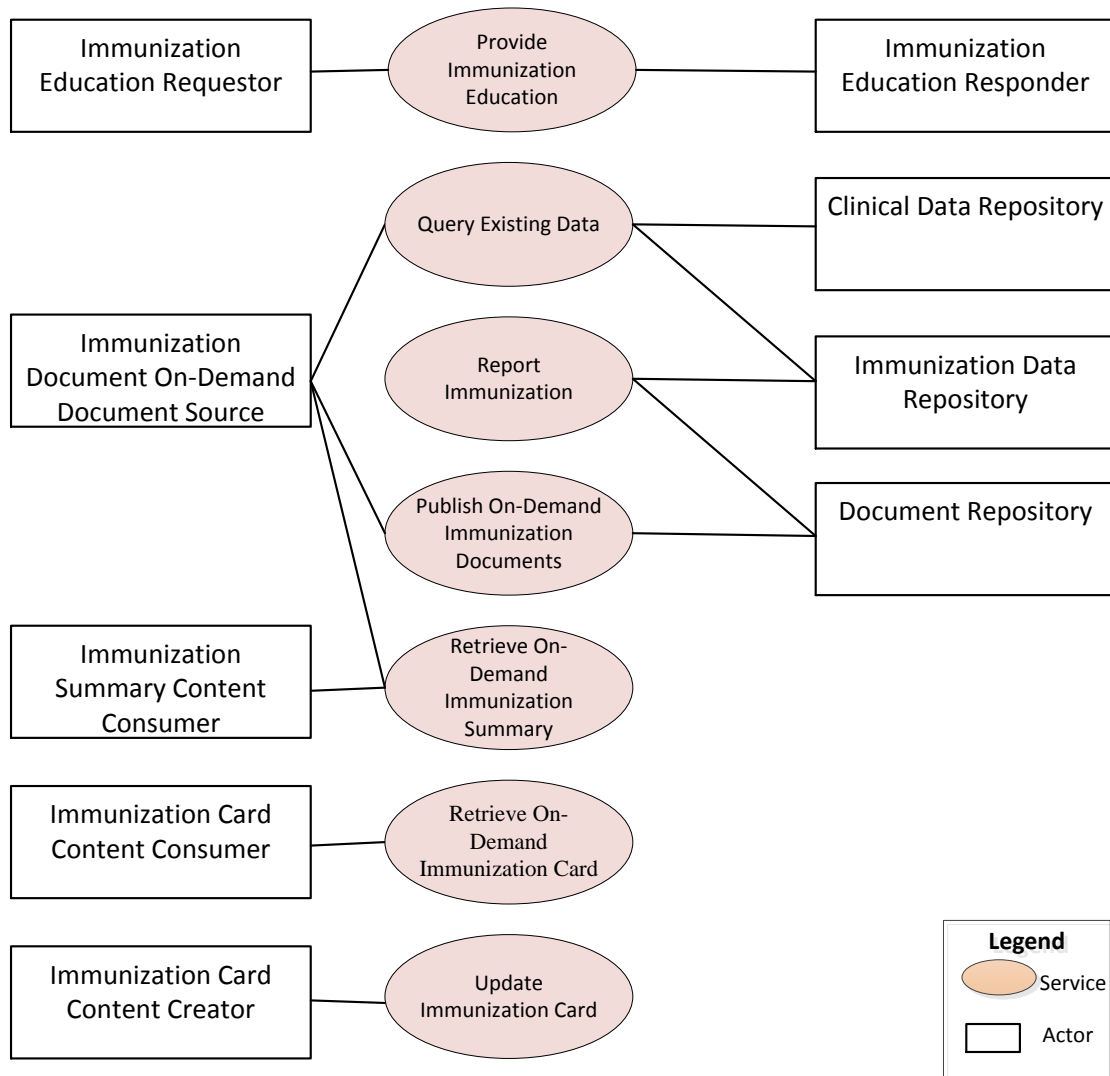 Immunization
Education Requestor
Provide
Immunization
Education
Immunization
Education Responder
Query Existing Data
Clinical Data Repository
Immunization
Document On-Demand
Document Source
Report
Immunization
Immunization Data
Repository
Publish On-Demand
Immunization
Documents
Document Repository
Immunization
Summary Content
Consumer
Retrieve On-
Demand
Immunization
Summary
Immunization Card
Content Consumer
Retrieve On-
Demand
Immunization Card
Immunization Card
Content Creator
Update
Immunization Card
Legend
Service
Actor